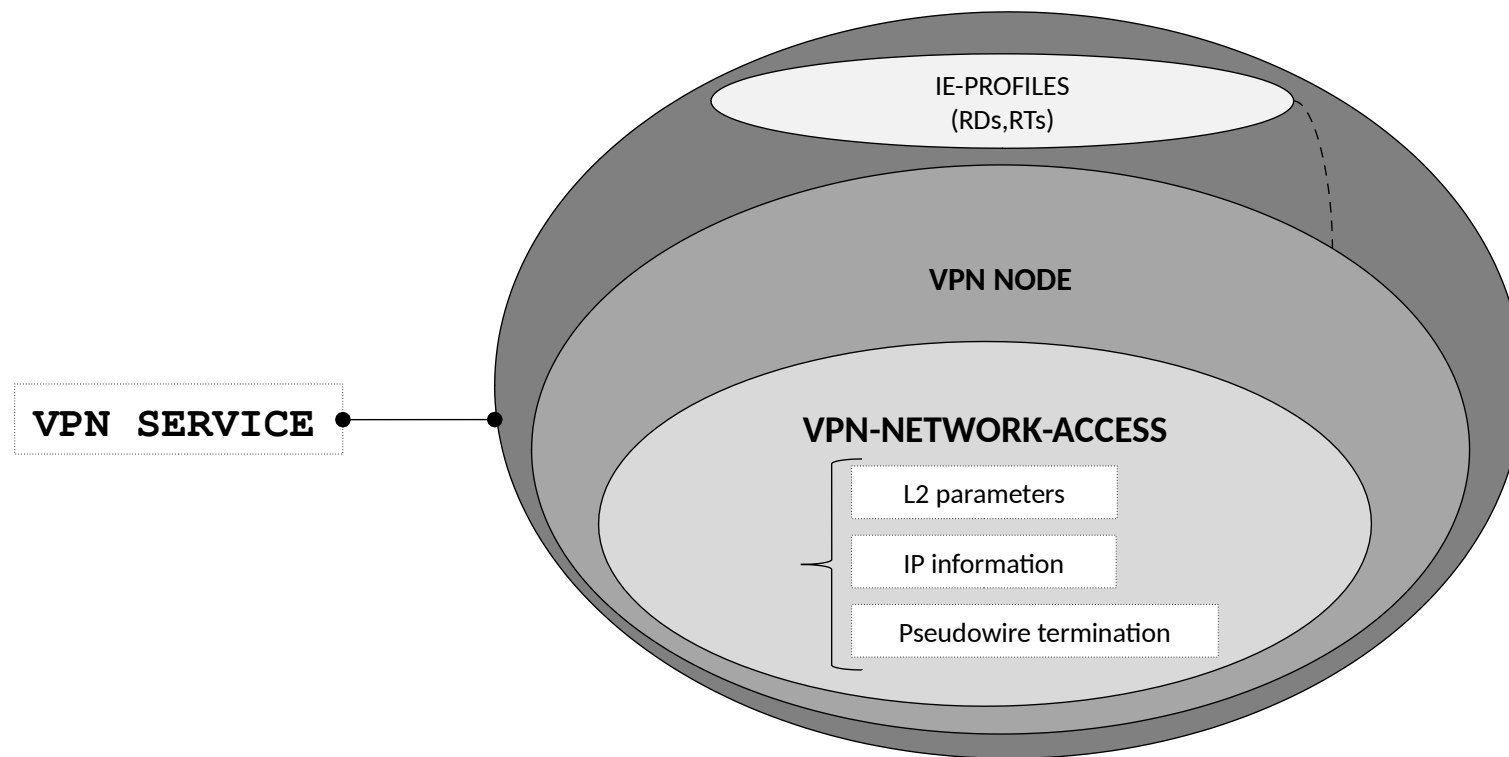 IE-PROFILES
(RDs,RTs)
VPN NODE
VPN SERVICE
VPN-NETWORK-ACCESS
L2 parameters
IP information
Pseudowire termination